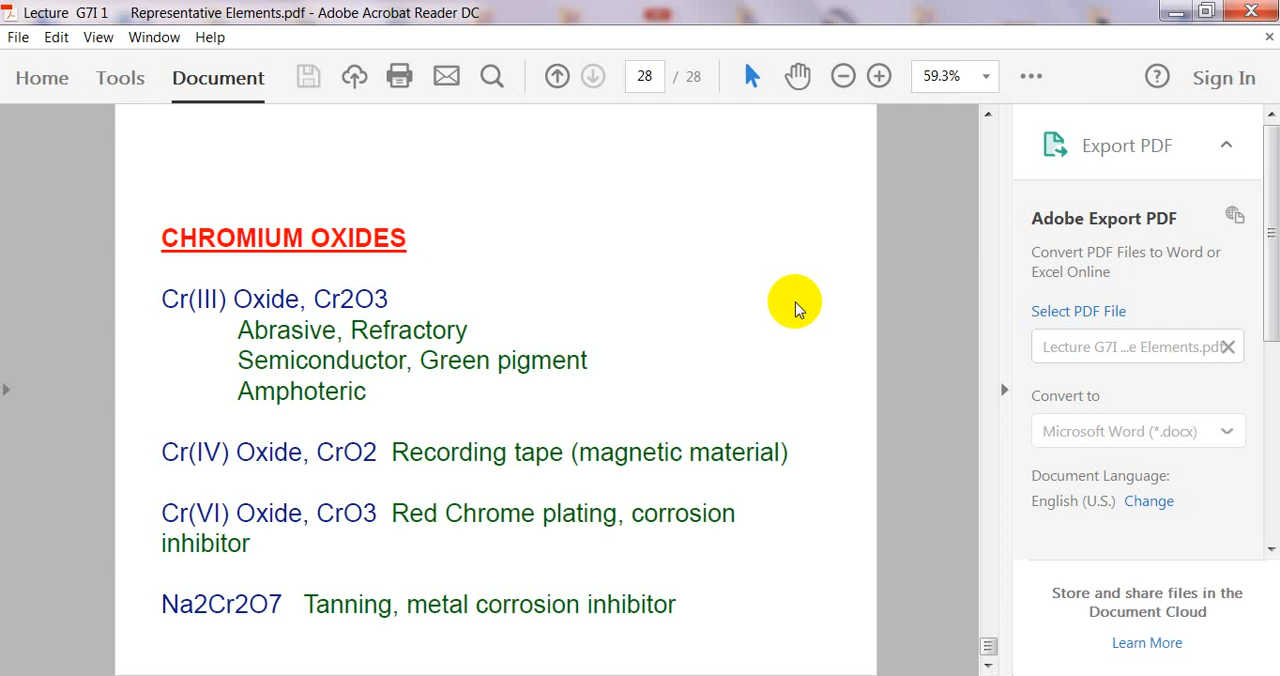 Lecture G7I 1 Representative Elements.pdf - Adobe Acrobat Reader DC
File Edit View Window Help
Home Tools Document 28 / 28 59.3% Sign In
CHROMIUM OXIDES
Cr(III) Oxide, Cr2O3
Abrasive, Refractory
Semiconductor, Green pigment
Amphoteric
Cr(IV) Oxide, CrO2 Recording tape (magnetic material)
Cr(VI) Oxide, CrO3 Red Chrome plating, corrosion
inhibitor
Na2Cr2O7 Tanning, metal corrosion inhibitor
Export PDF
Adobe Export PDF
Convert PDF Files to Word or
Excel Online
Select PDF File
Lecture G7I ...e Elements.pdf
Convert to
Microsoft Word (*.docx)
Document Language:
English (U.S.) Change
Store and share files in the
Document Cloud
Learn More